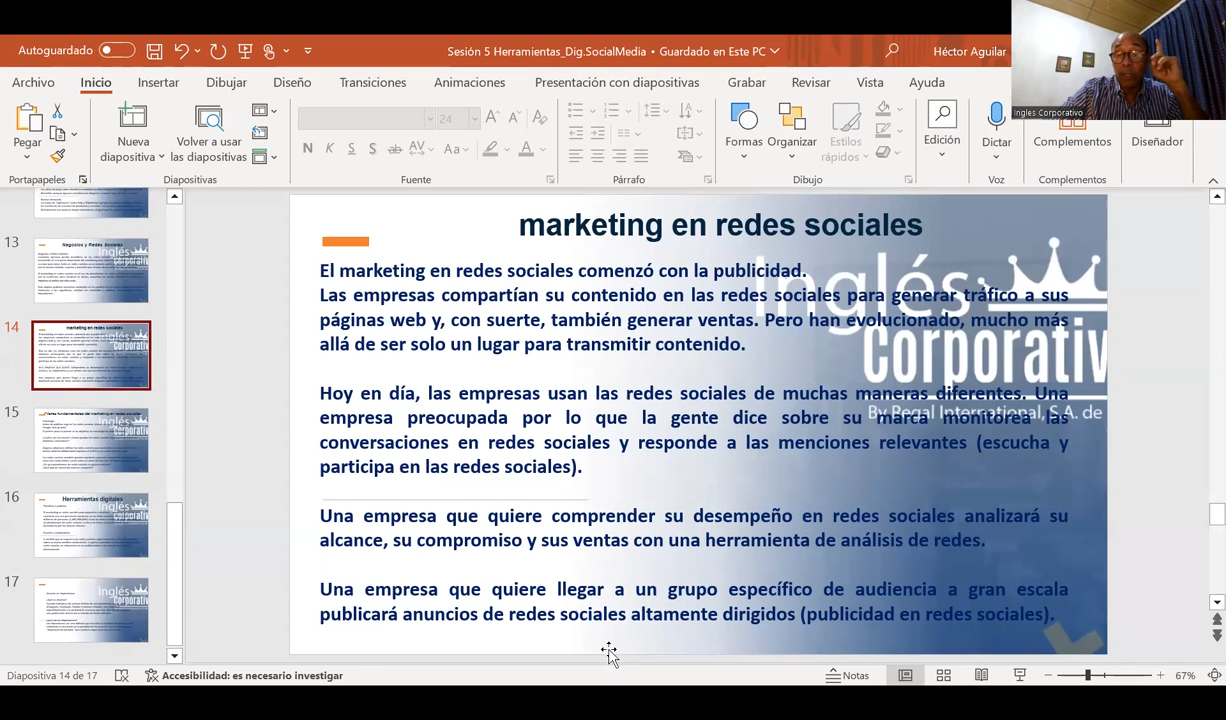 Autoguardado
Sesión 5 Herramientas_Dig.SocialMedia • Guardado en Este PC
Héctor Aguilar
Archivo Inicio Insertar Dibujar Diseño Transiciones Animaciones Presentación con diapositivas Grabar Revisar Vista Ayuda
Ingles Corporativo
Pegar
Nueva
diapositiva
Volver a usar
las diapositivas
24
N K S S ab AV Aa A
Formas
Organizar
Estilos
rápidos
Edición
Dictar
Complementos
Diseñador
Portapapeles
Diapositivas
Fuente
Párrafo
Dibujo
Voz
Complementos
13
Negocios y Redes Sociales
14
marketing en redes sociales
15
16
Herramientas digitales
17
marketing en redes sociales
El marketing en redes sociales comenzó con la publicidad.
Las empresas compartían su contenido en las redes sociales para generar tráfico a sus
páginas web y, con suerte, también generar ventas. Pero han evolucionado, mucho más
allá de ser solo un lugar para transmitir contenido.
Hoy en día, las empresas usan las redes sociales de muchas maneras diferentes. Una
empresa preocupada por lo que la gente dice sobre su marca monitorea las
conversaciones en redes sociales y responde a las menciones relevantes (escucha y
participa en las redes sociales).
Una empresa que quiere comprender su desempeño en redes sociales analizará su
alcance, su compromiso y sus ventas con una herramienta de análisis de redes.
Una empresa que quiere llegar a un grupo específico de audiencia a gran escala
publicará anuncios de redes sociales altamente dirigidos (publicidad en redes sociales).
Inglés
Corporativ
By Regal International, S.A. de
Diapositiva 14 de 17
Accesibilidad: es necesario investigar
Notas
67%